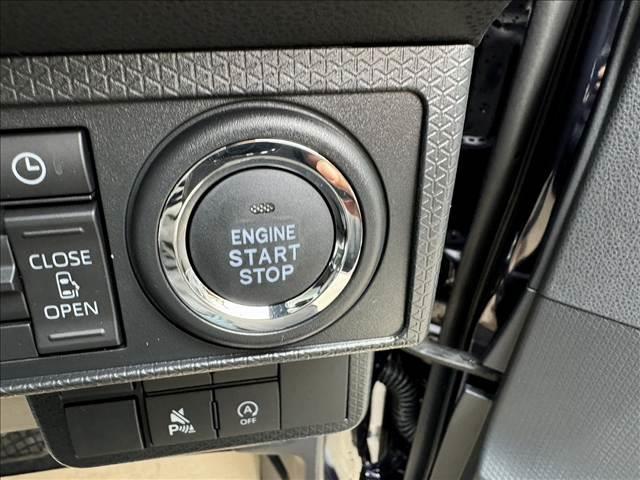 ENGINE
START
STOP
CLOSE
OPEN
P
A
OFF